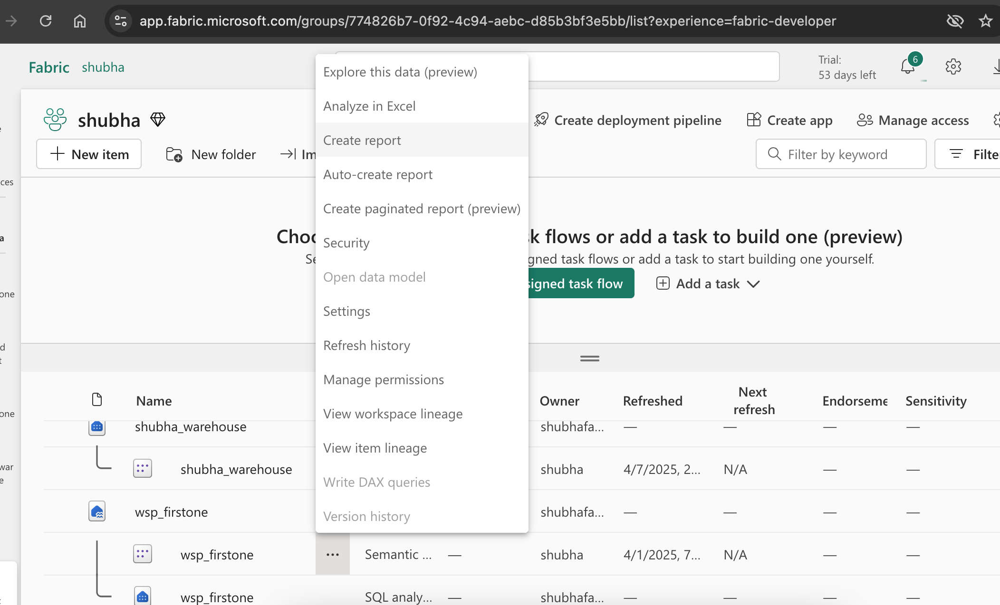 app.fabric.microsoft.com/groups/774826b7-0f92-4c94-aebc-d85b3bf3e5bb/list?experience=fabric-developer
Fabric shubha
Trial:
53 days left
6
shubha
Create deployment pipeline Create app Manage access
New item New folder Im
Filter by keyword Filte
Explore this data (preview)
Analyze in Excel
Create report
Auto-create report
Create paginated report (preview)
Security
Open data model
Settings
Refresh history
Manage permissions
View workspace lineage
View item lineage
Write DAX queries
Version history
Choo k flows or add a task to build one (preview)
Se gned task flows or add a task to start building one yourself.
signed task flow Add a task
e
ces
a
one
d
t
one
war
e
Name Owner Refreshed Next refresh Endorseme Sensitivity
shubha_warehouse shubhafa... — — — —
shubha_warehouse shubha 4/7/2025, 2... N/A — —
wsp_firstone shubhafa... — — — —
wsp_firstone ... Semantic ... — shubha 4/1/2025, 7... N/A — —
wsp_firstone SQL analy... — shubhafa... — — — —